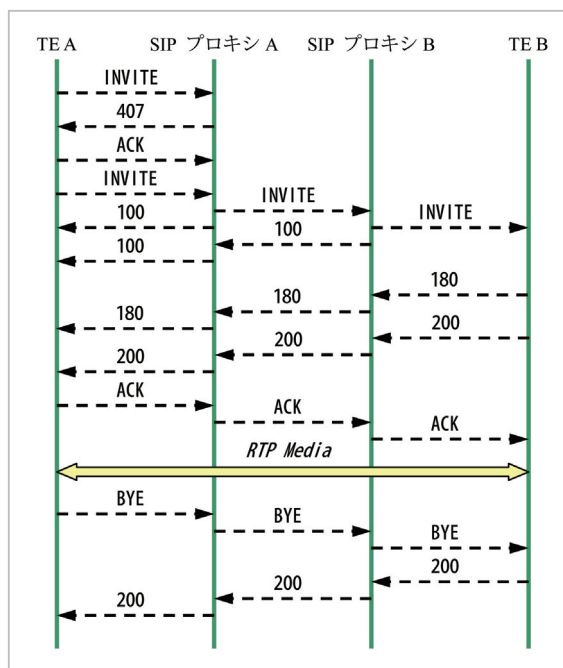 TE A SIP プロキシ A SIP プロキシ B TE B
INVITE
407
ACK
INVITE
INVITE
100
INVITE
100
100
180
180
180
200
200
200
ACK
ACK
ACK
RTP Media
BYE
BYE
BYE
200
200
200